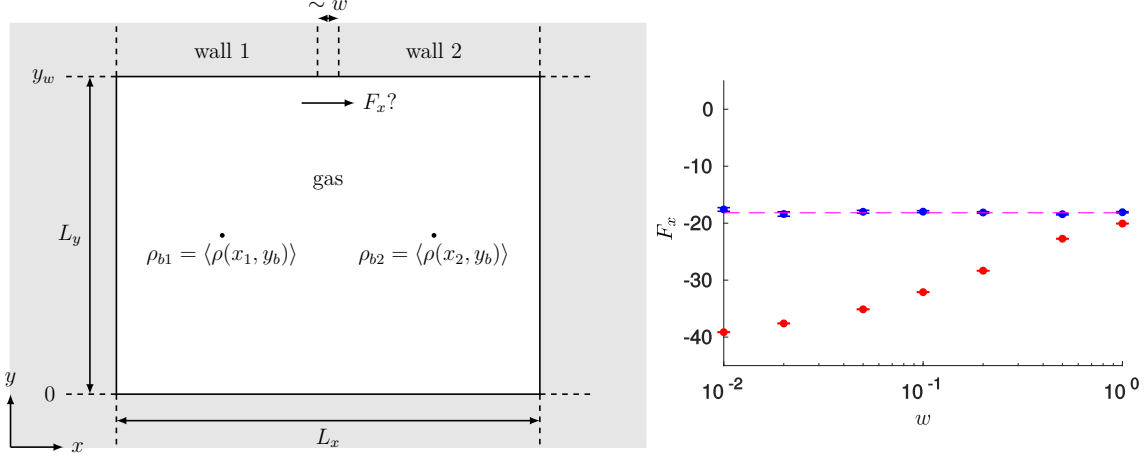 ∼ w
wall 1
wall 2
y_w
F_x?
gas
L_y
ρ_{b1} = ⟨ρ(x_1, y_b)⟩
ρ_{b2} = ⟨ρ(x_2, y_b)⟩
y
0
x
L_x
0
-10
-20
-30
-40
F_x
10^{-2}
10^{-1}
10^{0}
w